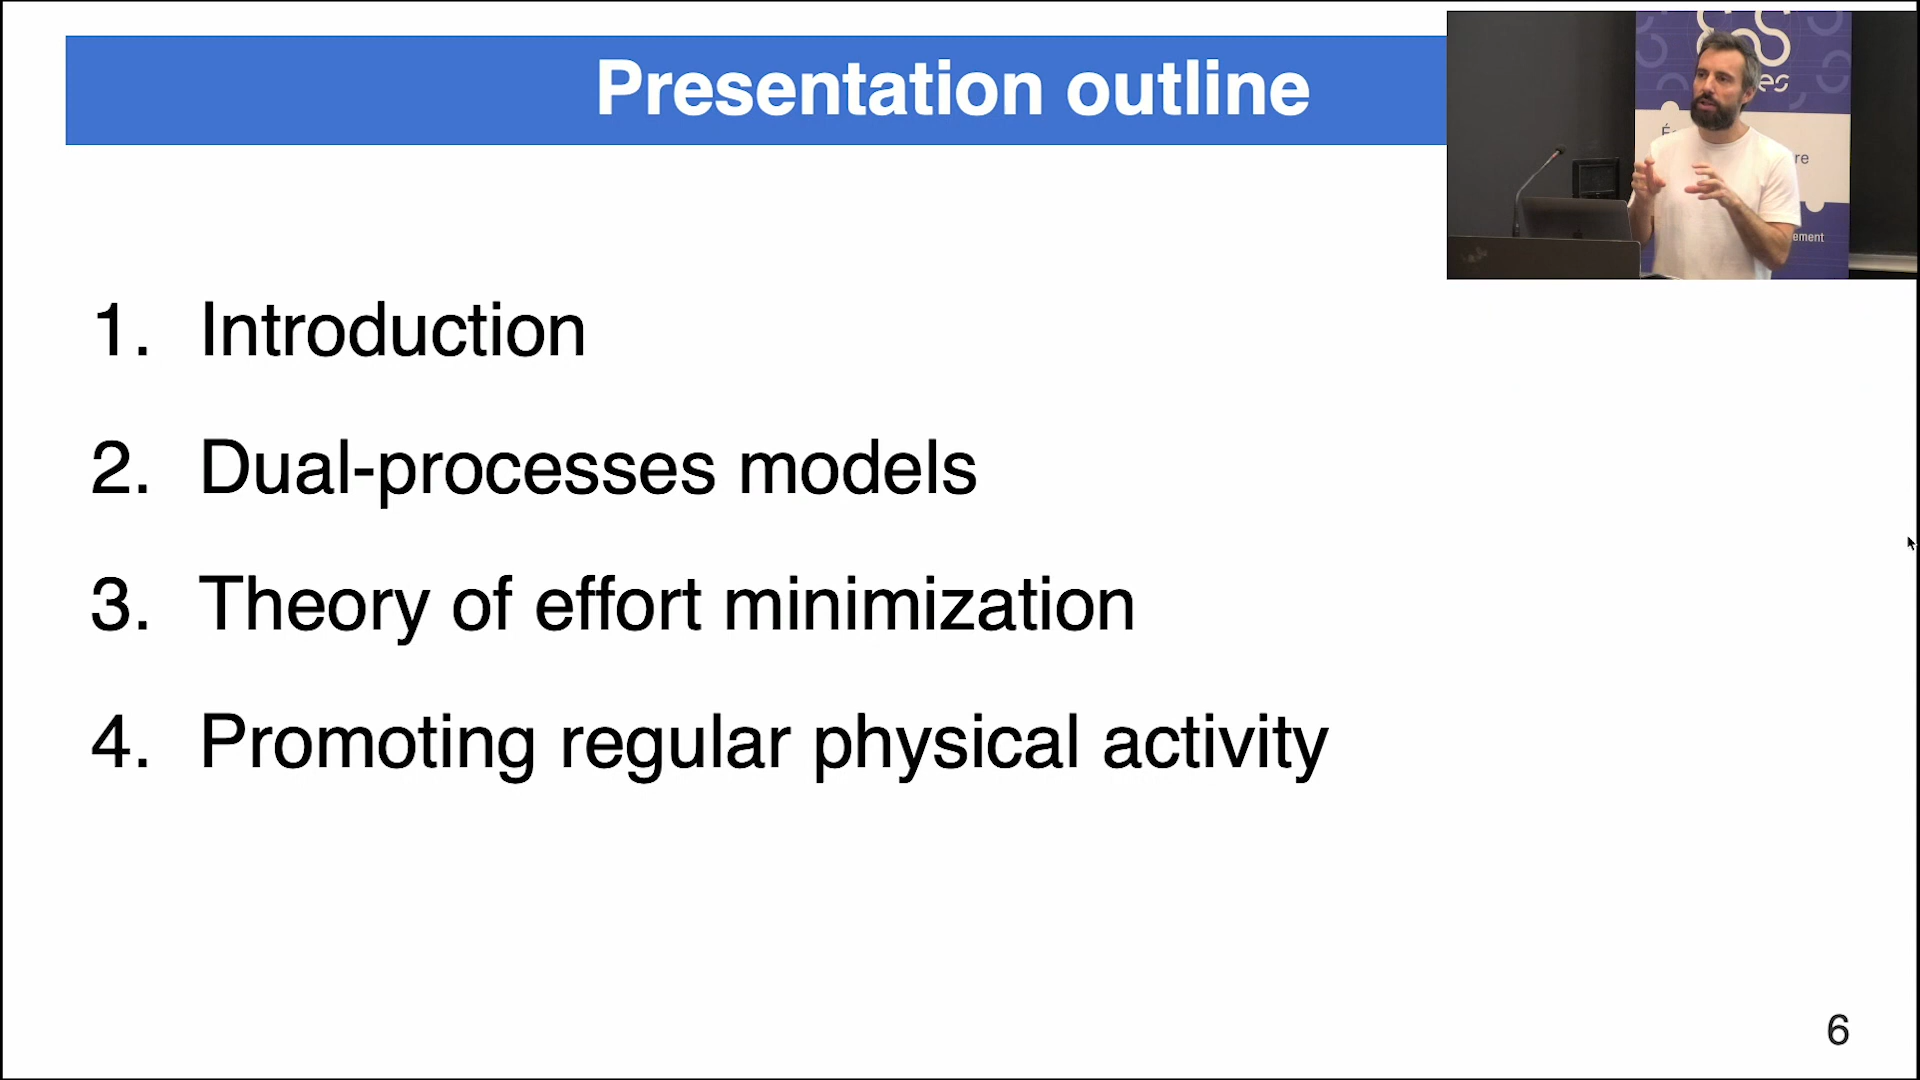 Presentation outline
1. Introduction
2. Dual-processes models
3. Theory of effort minimization
4. Promoting regular physical activity
6